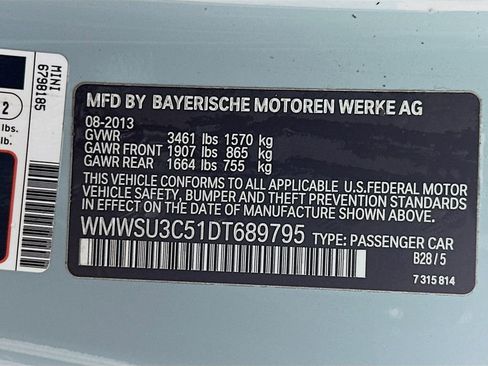 MFD BY BAYERISCHE MOTOREN WERKE AG
08-2013
GVWR 3461 lbs 1570 kg
GAWR FRONT 1907 lbs 865 kg
GAWR REAR 1664 lbs 755 kg
THIS VEHICLE CONFORMS TO ALL APPLICABLE U.S.FEDERAL MOTOR
VEHICLE SAFETY, BUMPER AND THEFT PREVENTION STANDARDS
IN EFFECT ON THE DATE OF MANUFACTURE SHOWN ABOVE.
WMWSU3C51DT689795 TYPE: PASSENGER CAR
B28 / 5
7 315 814
MINI
6798185
2
lbs.
lb.